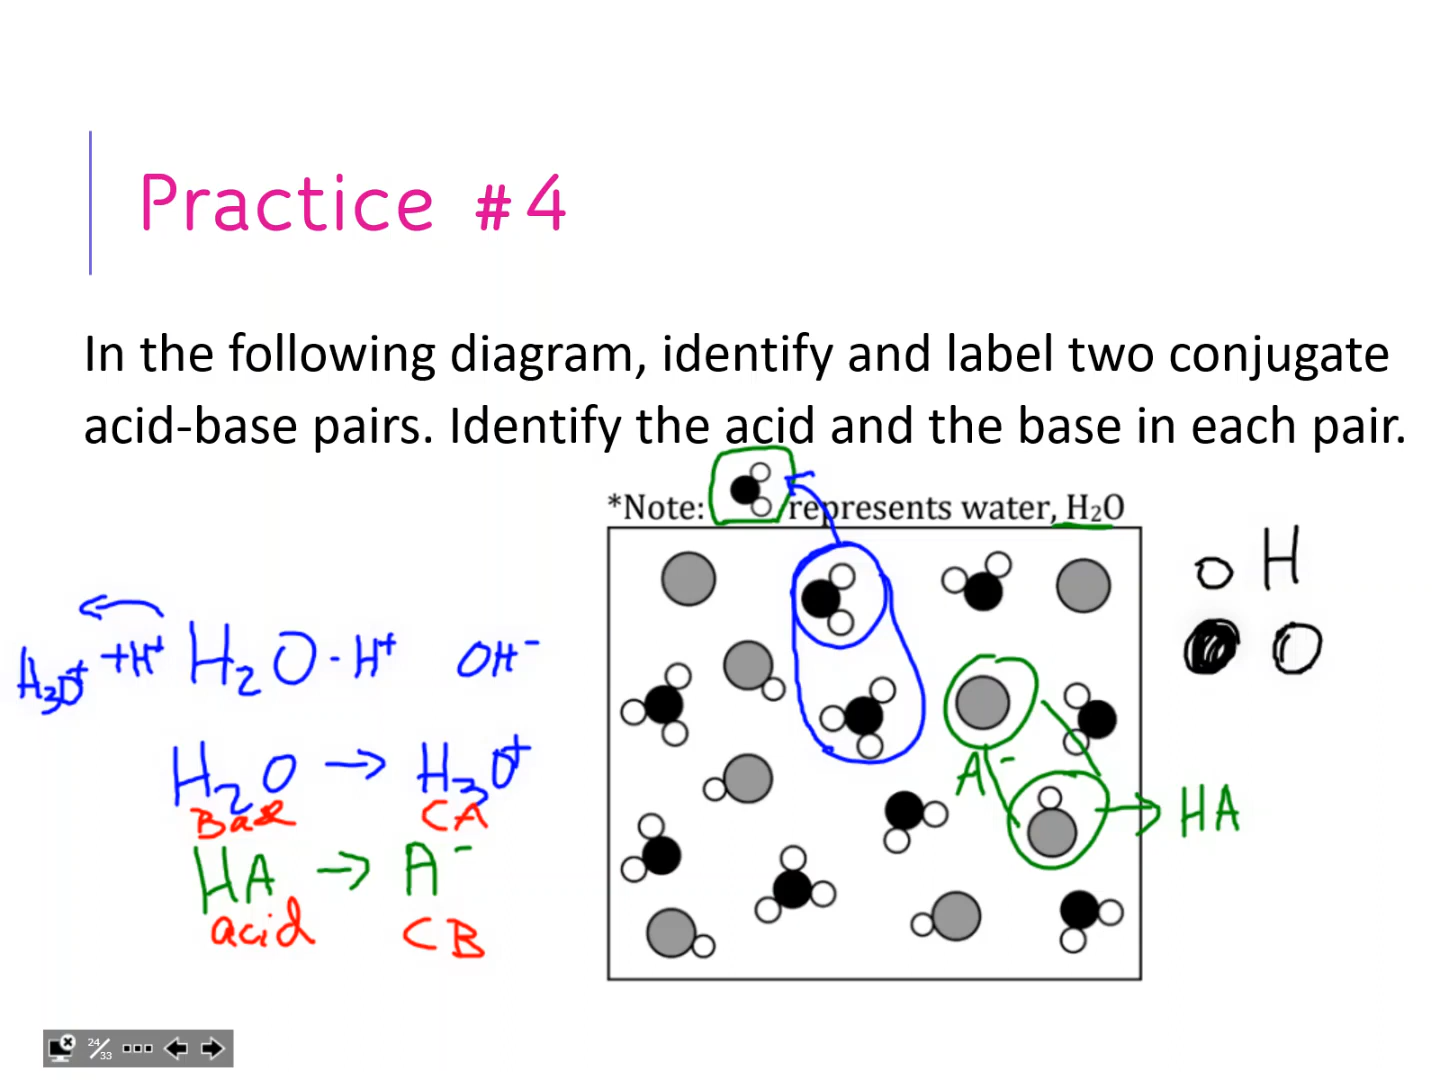 Practice #4
In the following diagram, identify and label two conjugate
acid-base pairs. Identify the acid and the base in each pair.
*Note: represents water, H₂O
O H
O
H₃O⁺ +H⁺ H₂O - H⁺ OH⁻
H₂O → H₃O⁺
Base CA
A⁻
HA
HA → A⁻
acid CB
24/33